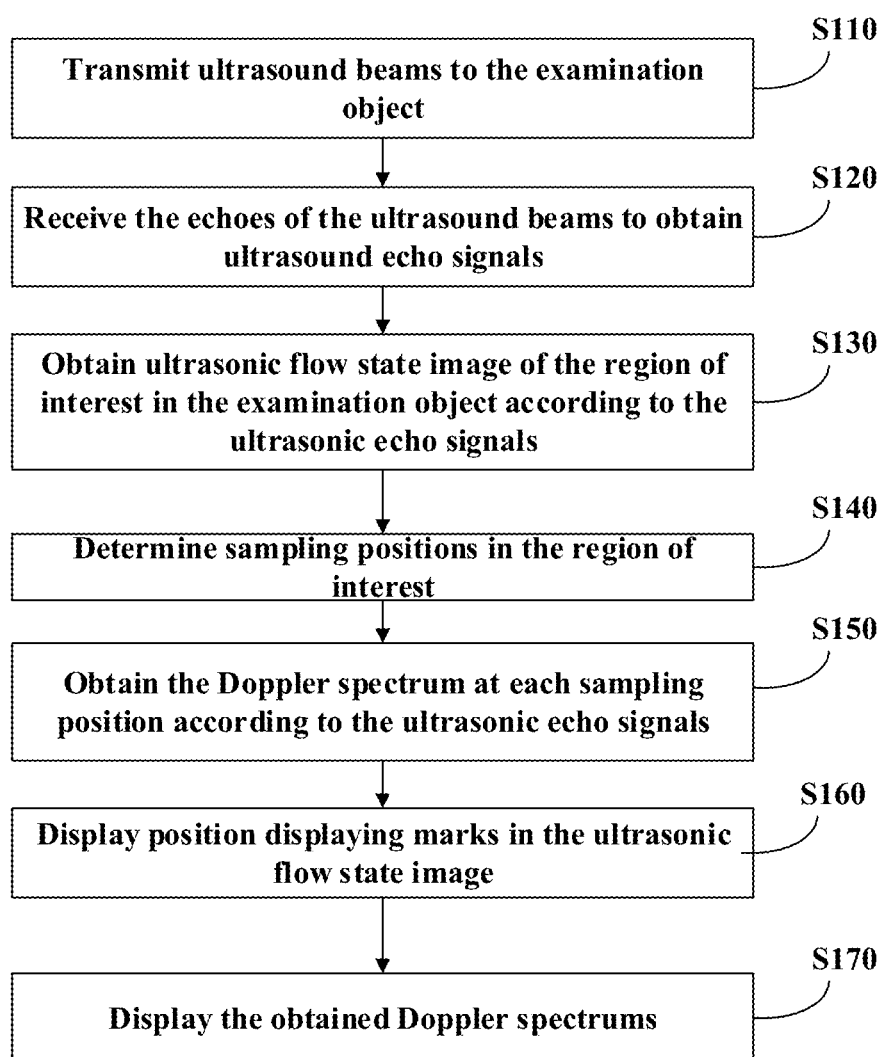 S110
Transmit ultrasound beams to the examination
object
S120
Receive the echoes of the ultrasound beams to obtain
ultrasound echo signals
S130
Obtain ultrasonic flow state image of the region of
interest in the examination object according to the
ultrasonic echo signals
S140
Determine sampling positions in the region of
interest
S150
Obtain the Doppler spectrum at each sampling
position according to the ultrasonic echo signals
S160
Display position displaying marks in the ultrasonic
flow state image
S170
Display the obtained Doppler spectrums